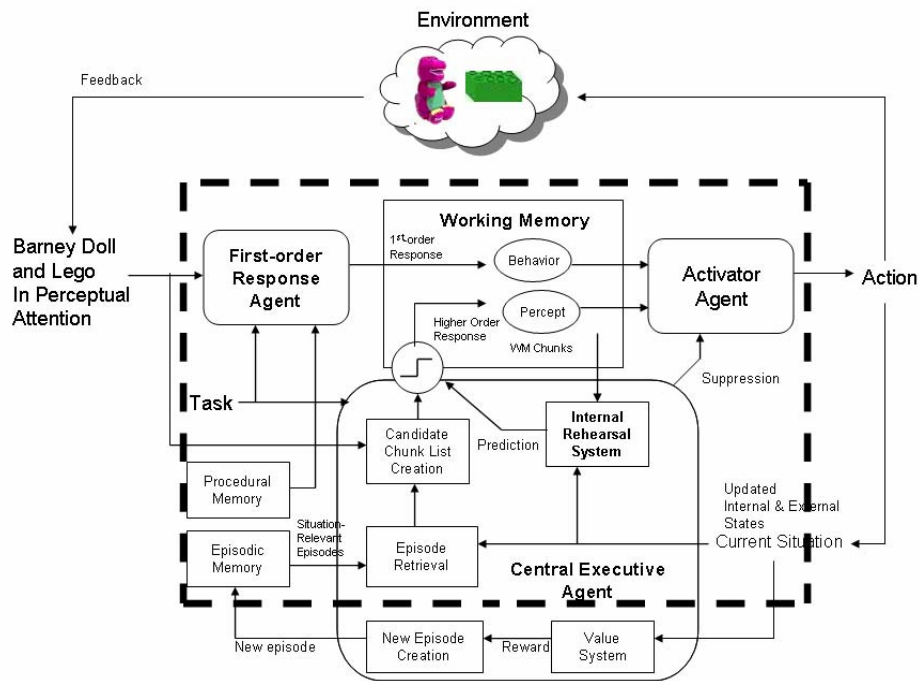 Environment
Feedback
Working Memory
1st-order
Response
First-order
Response
Agent
Behavior
Activator
Agent
Barney Doll
and Lego
In Perceptual
Attention
Action
Percept
Higher Order
Response
WM Chunks
Suppression
Task
Candidate
Chunk List
Creation
Prediction
Internal
Rehearsal
System
Procedural
Memory
Updated
Internal & External
States
Current Situation
Situation-
Relevant
Episodes
Episodic
Memory
Episode
Retrieval
Central Executive
Agent
New episode
New Episode
Creation
Reward
Value
System